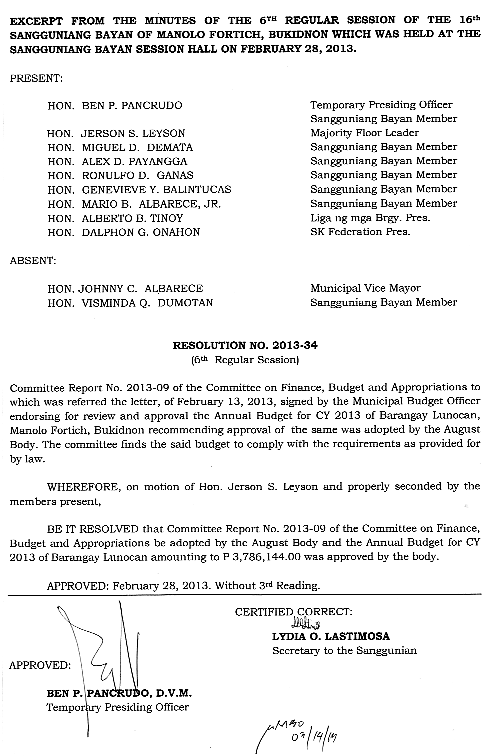 EXCERPT FROM THE MINUTES OF THE 6TH REGULAR SESSION OF THE 16th
SANGGUNIANG BAYAN OF MANOLO FORTICH, BUKIDNON WHICH WAS HELD AT THE
SANGGUNIANG BAYAN SESSION HALL ON FEBRUARY 28, 2013.
PRESENT:
HON. BEN P. PANCRUDO Temporary Presiding Officer
Sangguniang Bayan Member
HON. JERSON S. LEYSON Majority Floor Leader
HON. MIGUEL D. DEMATA Sangguniang Bayan Member
HON. ALEX D. PAYANGGA Sangguniang Bayan Member
HON. RONULFO D. GANAS Sangguniang Bayan Member
HON. GENEVIEVE Y. BALINTUCAS Sangguniang Bayan Member
HON. MARIO B. ALBARECE, JR. Sangguniang Bayan Member
HON. ALBERTO B. TINOY Liga ng mga Brgy. Pres.
HON. DALPHON G. ONAHON SK Federation Pres.
ABSENT:
HON. JOHNNY C. ALBARECE Municipal Vice Mayor
HON. VISMINDA Q. DUMOTAN Sangguniang Bayan Member
RESOLUTION NO. 2013-34
(6th Regular Session)
Committee Report No. 2013-09 of the Committee on Finance, Budget and Appropriations to
which was referred the letter, of February 13, 2013, signed by the Municipal Budget Officer
endorsing for review and approval the Annual Budget for CY 2013 of Barangay Lunocan,
Manolo Fortich, Bukidnon recommending approval of the same was adopted by the August
Body. The committee finds the said budget to comply with the requirements as provided for
by law.
WHEREFORE, on motion of Hon. Jerson S. Leyson and properly seconded by the
members present,
BE IT RESOLVED that Committee Report No. 2013-09 of the Committee on Finance,
Budget and Appropriations be adopted by the August Body and the Annual Budget for CY
2013 of Barangay Lunocan amounting to P 3,786,144.00 was approved by the body.
APPROVED: February 28, 2013. Without 3rd Reading.
CERTIFIED CORRECT:
LYDIA O. LASTIMOSA
Secretary to the Sanggunian
APPROVED:
BEN P. PANCRUDO, D.V.M.
Temporary Presiding Officer